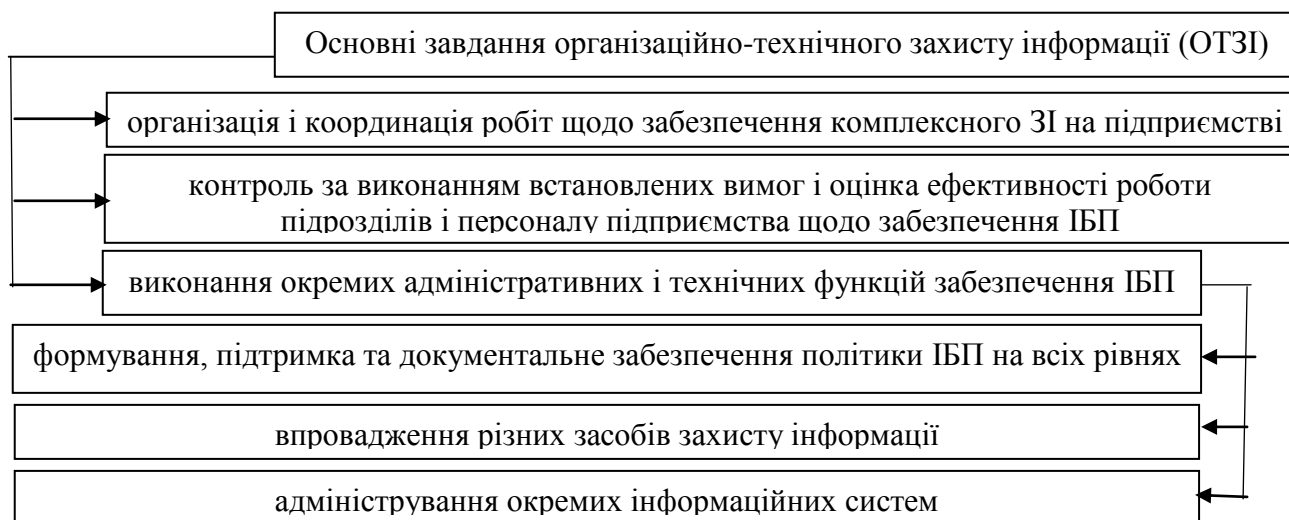 Основні завдання організаційно-технічного захисту інформації (ОТЗІ)
організація і координація робіт щодо забезпечення комплексного ЗІ на підприємстві
контроль за виконанням встановлених вимог і оцінка ефективності роботи
підрозділів і персоналу підприємства щодо забезпечення ІБП
виконання окремих адміністративних і технічних функцій забезпечення ІБП
формування, підтримка та документальне забезпечення політики ІБП на всіх рівнях
впровадження різних засобів захисту інформації
адміністрування окремих інформаційних систем